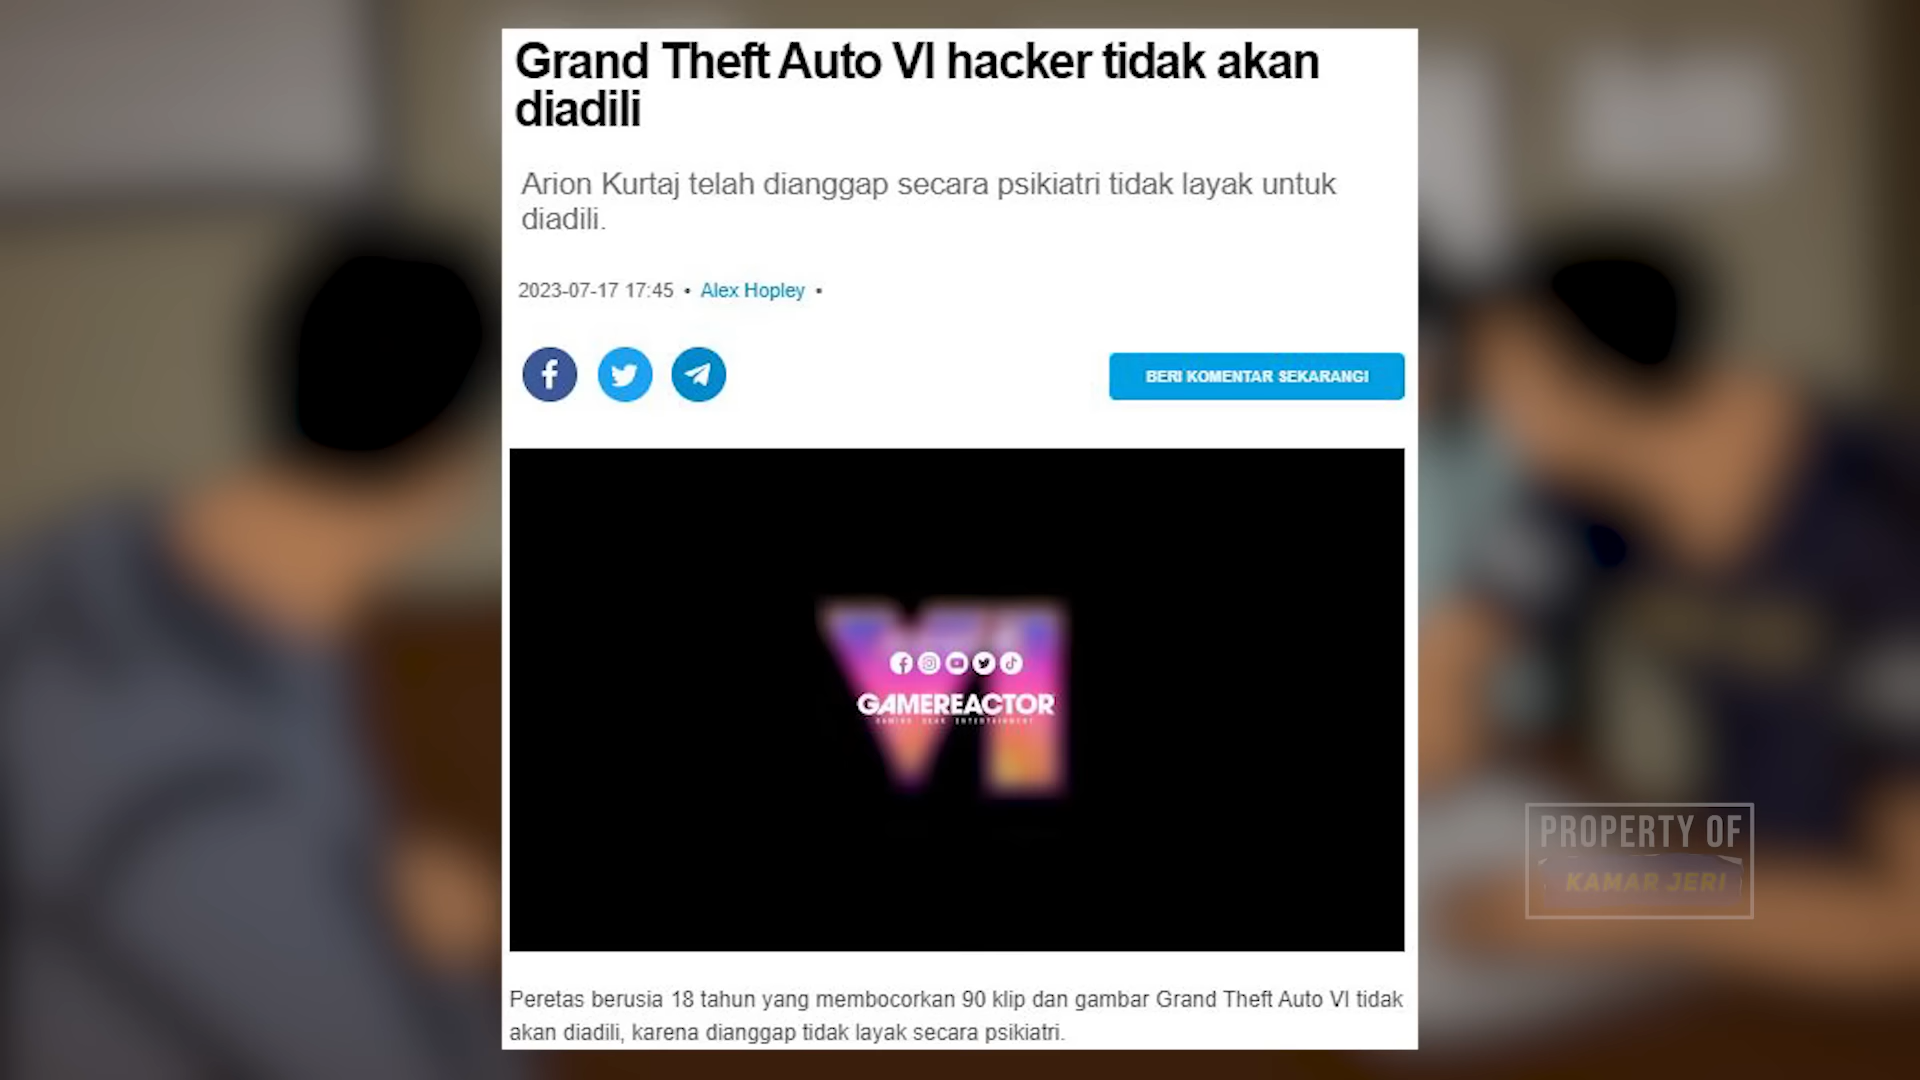 Grand Theft Auto VI hacker tidak akan
diadili
Arion Kurtaj telah dianggap secara psikiatri tidak layak untuk
diadili.
2023-07-17 17:45 • Alex Hopley •
BERI KOMENTAR SEKARANG!
VI
GAMEREACTOR
PROPERTY OF
KAMAR JERI
Peretas berusia 18 tahun yang membocorkan 90 klip dan gambar Grand Theft Auto VI tidak
akan diadili, karena dianggap tidak layak secara psikiatri.